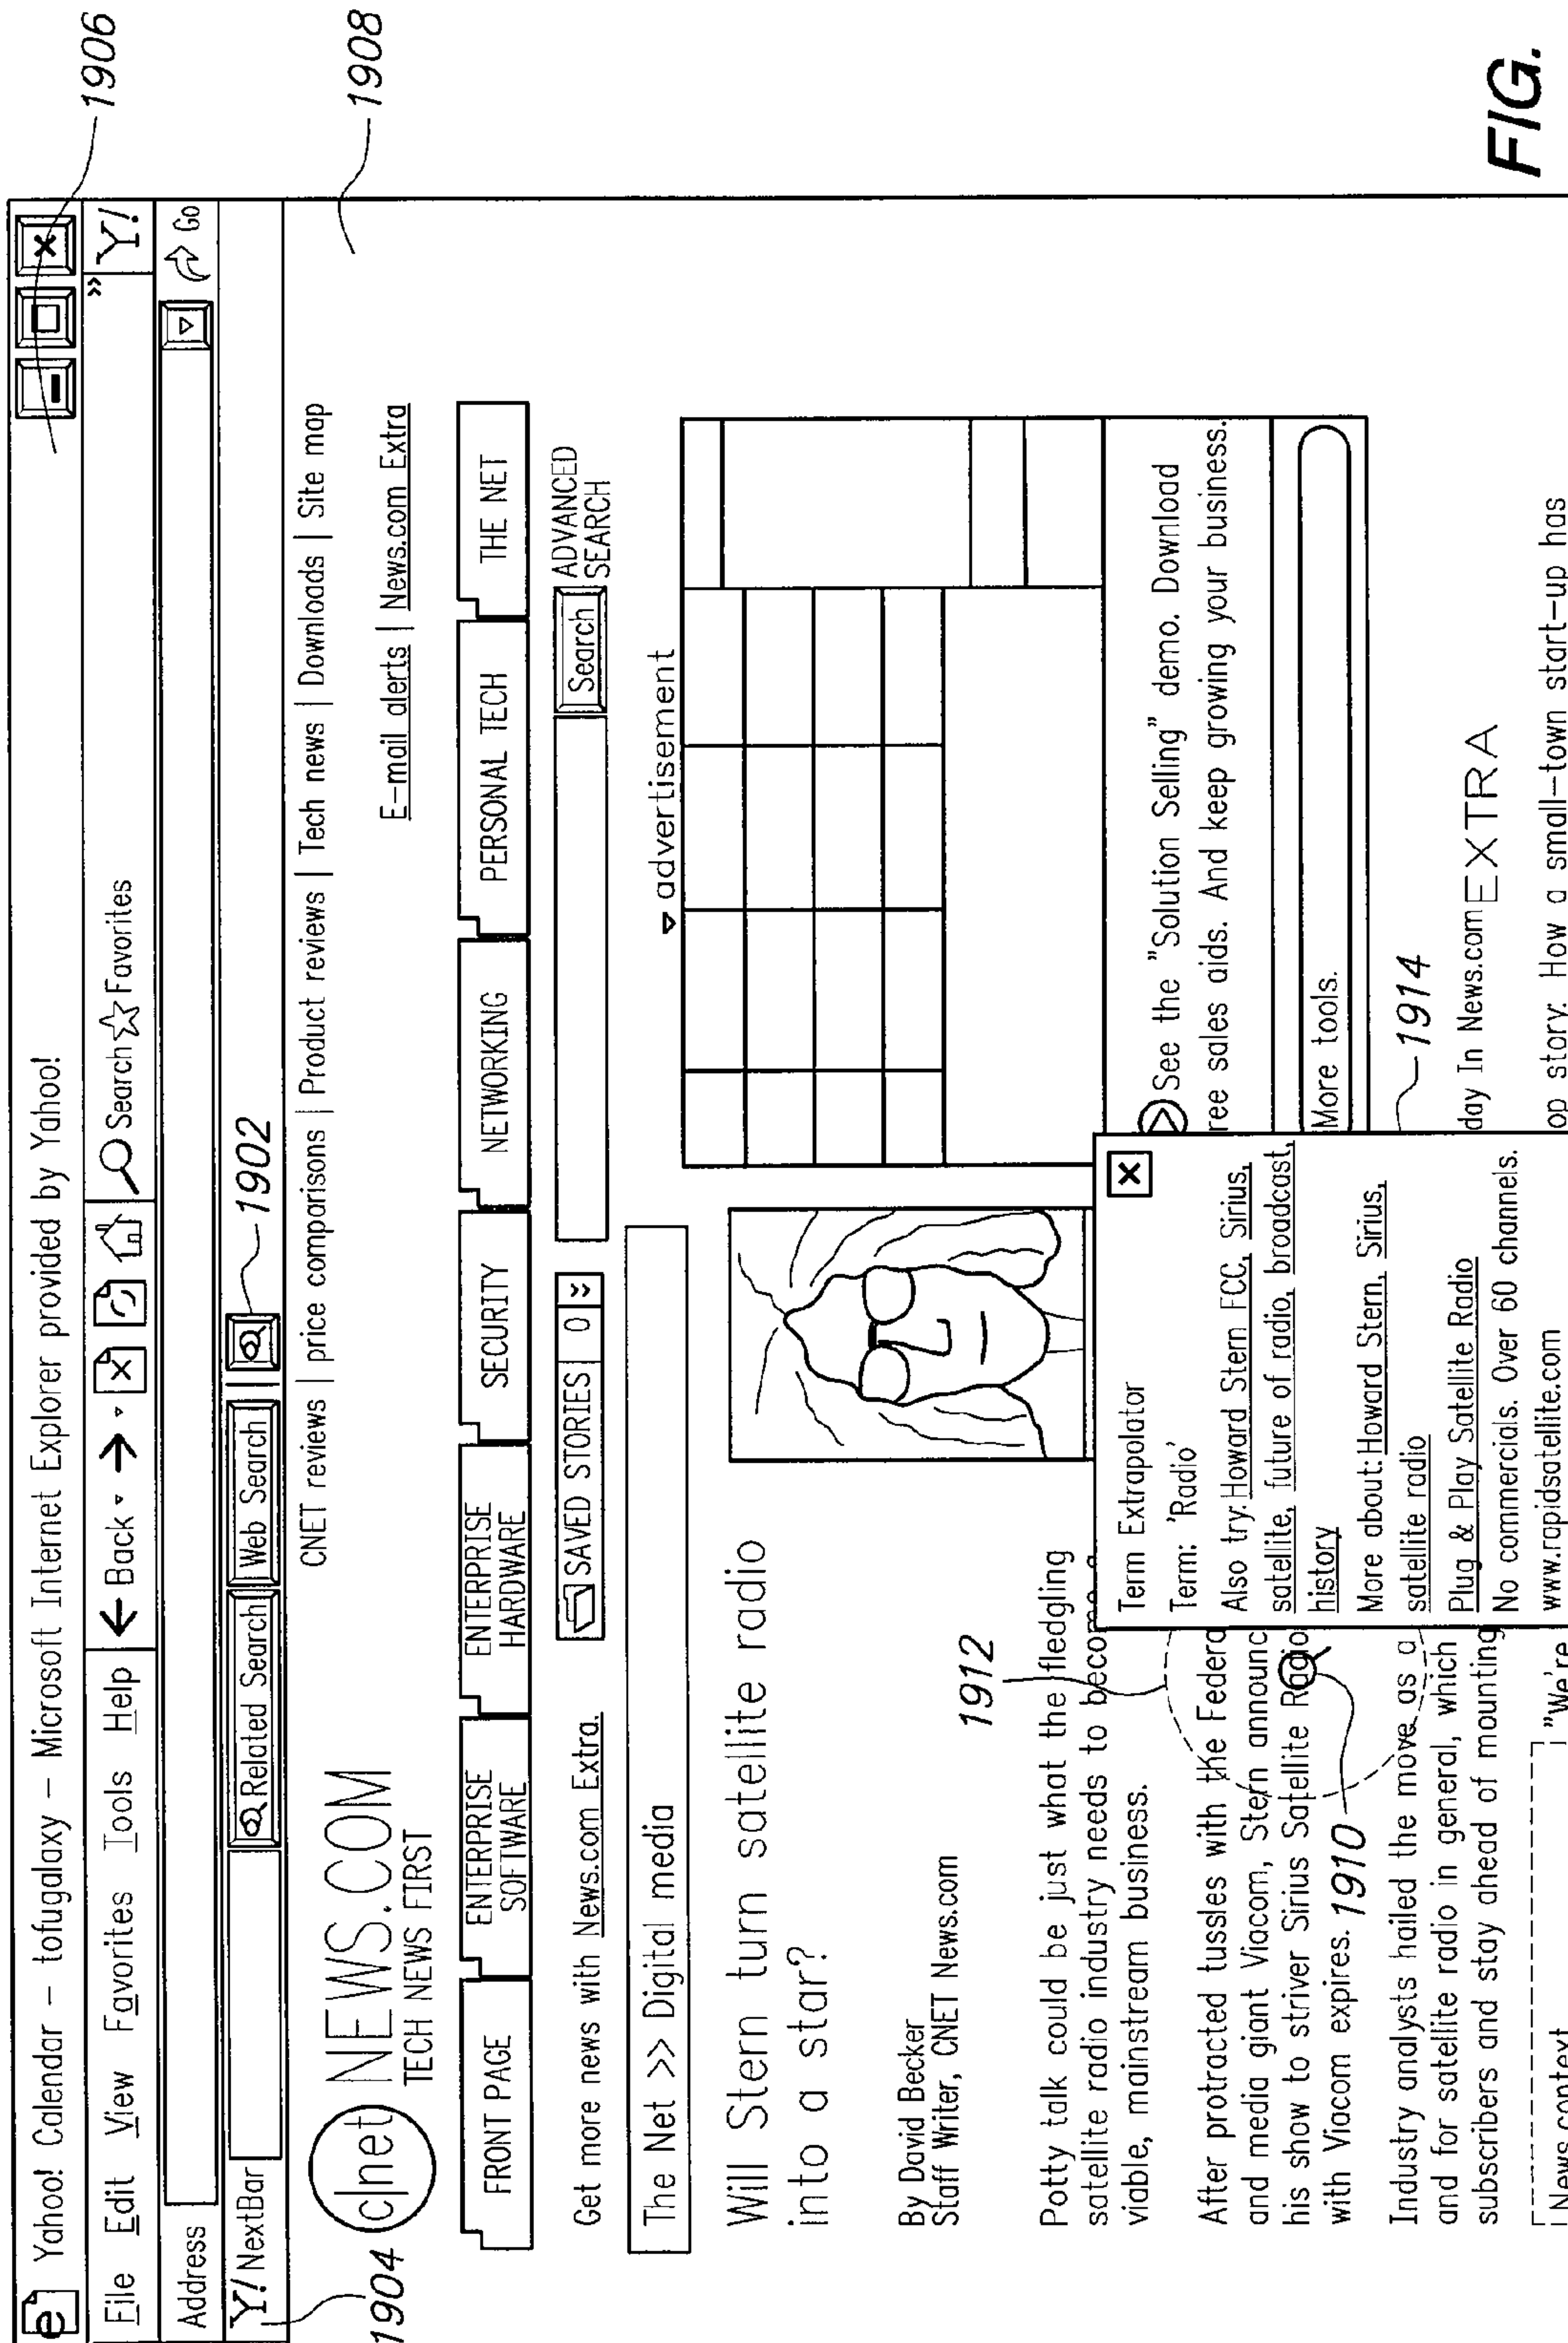 Yahoo! Calendar – tofugalaxy – Microsoft Internet Explorer provided by Yahoo!
1906
File Edit View Favorites Tools Help Back Search Favorites » Y!
Address Go
Y! NextBar Related Search Web Search
1902
1904
CNET reviews | price comparisons | Product reviews | Tech news | Downloads | Site map
1908
c|net NEWS.COM
TECH NEWS FIRST
E–mail alerts | News.com Extra
FRONT PAGE
ENTERPRISE
SOFTWARE
ENTERPRISE
HARDWARE
SECURITY
NETWORKING
PERSONAL TECH
THE NET
Get more news with News.com Extra.
SAVED STORIES 0 »
Search
ADVANCED
SEARCH
The Net >> Digital media
advertisement
Will Stern turn satellite radio
into a star?
By David Becker
Staff Writer, CNET News.com
1912
Potty talk could be just what the fledgling
satellite radio industry needs to become
viable, mainstream business.
After protracted tussles with the Federa
and media giant Viacom, Stern announc
his show to striver Sirius Satellite Radio
with Viacom expires.
1910
Industry analysts hailed the move as a
and for satellite radio in general, which
subscribers and stay ahead of mounting
News context
"We're
Term Extrapolator
Term: 'Radio'
Also try: Howard Stern FCC, Sirius,
satellite, future of radio, broadcast,
history
More about: Howard Stern, Sirius,
satellite radio
Plug & Play Satellite Radio
No commercials. Over 60 channels.
www.rapidsatellite.com
See the "Solution Selling" demo. Download
ree sales aids. And keep growing your business.
More tools.
1914
day In News.com EXTRA
op story: How a small–town start–up has
FIG.